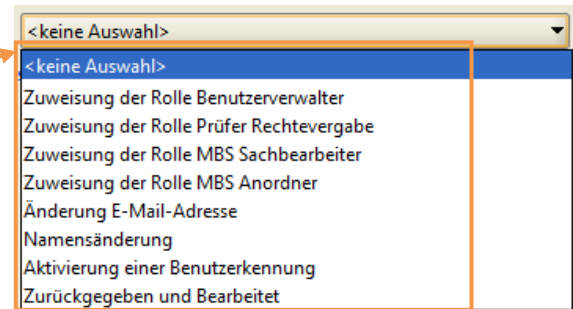 <keine Auswahl>
<keine Auswahl>
Zuweisung der Rolle Benutzerverwalter
Zuweisung der Rolle Prüfer Rechtevergabe
Zuweisung der Rolle MBS Sachbearbeiter
Zuweisung der Rolle MBS Anordner
Änderung E-Mail-Adresse
Namensänderung
Aktivierung einer Benutzerkennung
Zurückgegeben und Bearbeitet